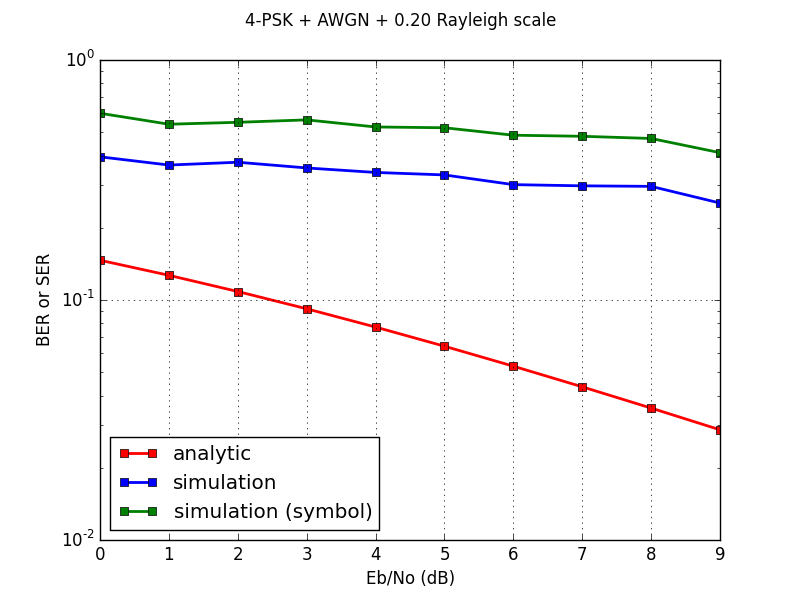 4-PSK + AWGN + 0.20 Rayleigh scale
10^0
10^-1
10^-2
BER or SER
analytic
simulation
simulation (symbol)
0 1 2 3 4 5 6 7 8 9
Eb/No (dB)